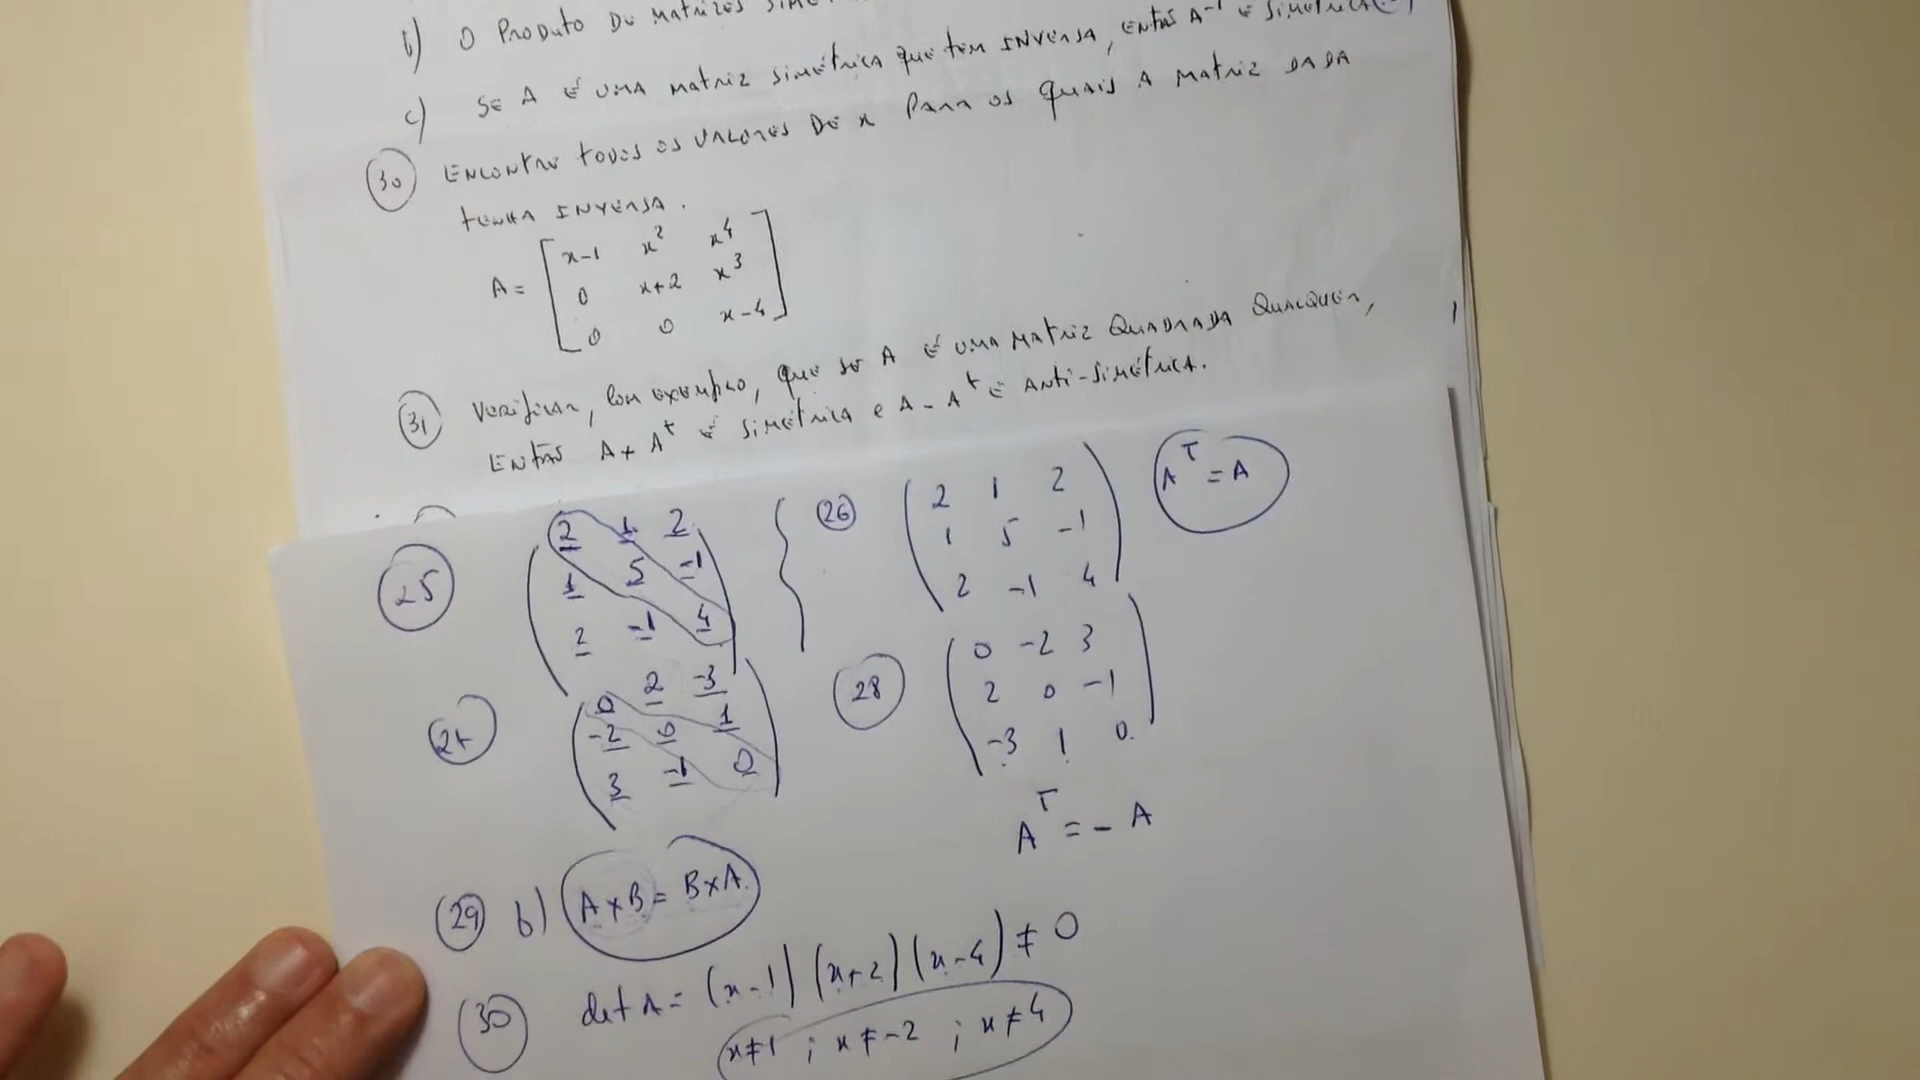 b) O PRODUTO DE MATRIZES
c) SE A É UMA MATRIZ SIMÉTRICA QUE TEM INVERSA, ENTÃO A⁻¹ É SIMÉTRICA
30 ENCONTRE TODOS OS VALORES DE x PARA OS QUAIS A MATRIZ DADA
TENHA INVERSA.
A = [ x-1 x² x⁴
0 x+2 x³
0 0 x-4 ]
31 VERIFICAR, COM EXEMPLO, QUE SE A É UMA MATRIZ QUADRADA QUALQUER,
ENTÃO A + Aᵗ É SIMÉTRICA E A - Aᵗ É ANTI-SIMÉTRICA.
25 ( 2 1 2
1 5 -1
2 -1 4 )
26 ( 2 1 2
1 5 -1
2 -1 4 )
Aᵀ = A
27 ( 0 2 -3
-2 0 1
3 -1 0 )
28 ( 0 -2 3
2 0 -1
-3 1 0 )
Aᵀ = - A
29 b) A×B = B×A
30 det A = (x-1)(x+2)(x-4) ≠ 0
x≠1 ; x≠-2 ; x≠4